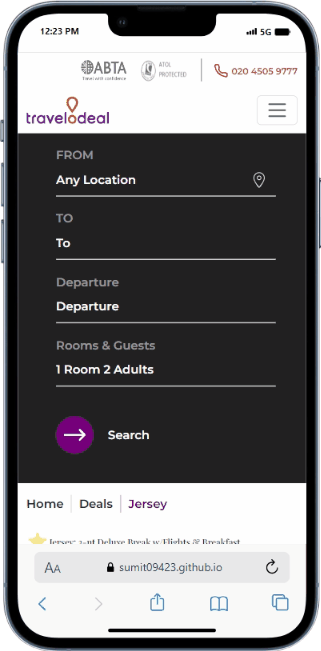 12:23 PM 5G
ABTA
Travel with confidence
ATOL
PROTECTED
020 4505 9777
travelodeal
FROM
Any Location
TO
To
Departure
Departure
Rooms & Guests
1 Room 2 Adults
Search
Home Deals Jersey
Jersey: 3-nt Deluxe Break w/Flights & Breakfast
AA sumit09423.github.io